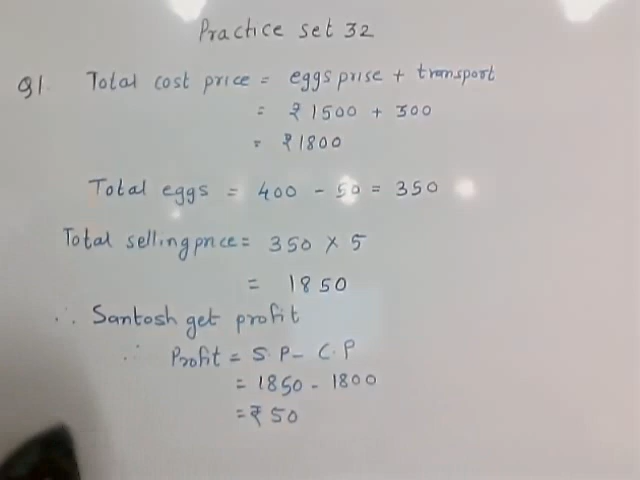 Practice set 32
Q1. Total cost price = eggs prise + transport
= ₹1500 + 300
= ₹1800
Total eggs = 400 - 50 = 350
Total selling price = 350 × 5
= 1850
∴ Santosh get profit
∴ Profit = S.P - C.P
= 1850 - 1800
= ₹ 50